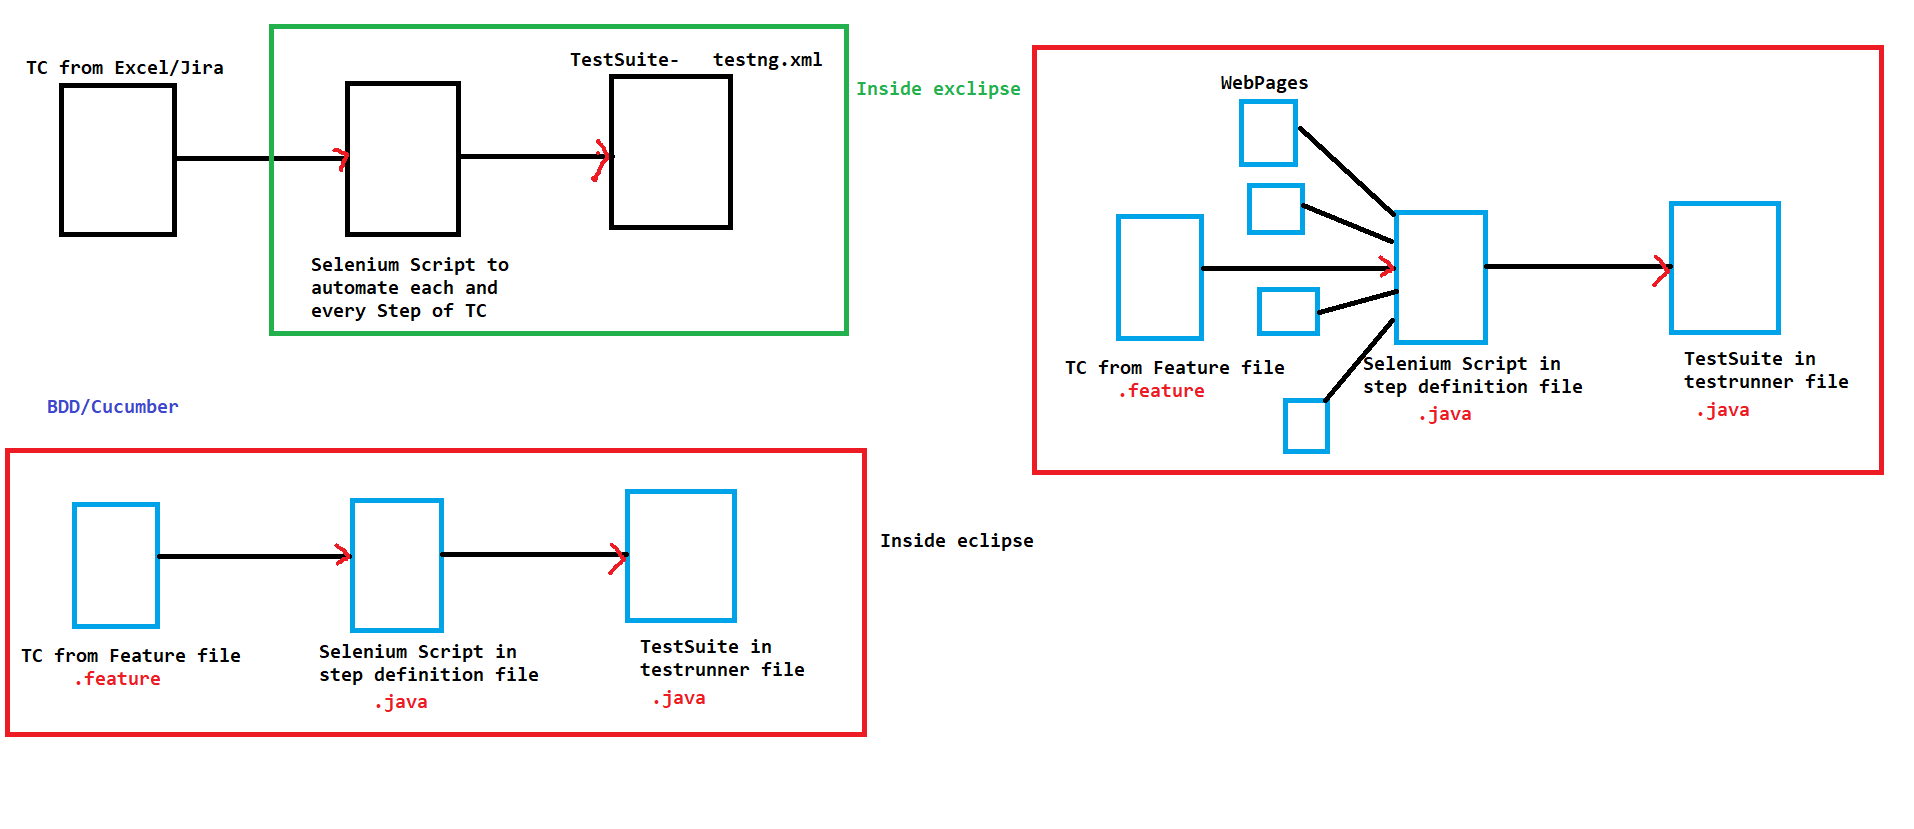 TC from Excel/Jira
TestSuite- testng.xml
Inside exclipse
Selenium Script to
automate each and
every Step of TC
WebPages
TC from Feature file
.feature
Selenium Script in
step definition file
.java
TestSuite in
testrunner file
.java
BDD/Cucumber
Inside eclipse
TC from Feature file
.feature
Selenium Script in
step definition file
.java
TestSuite in
testrunner file
.java